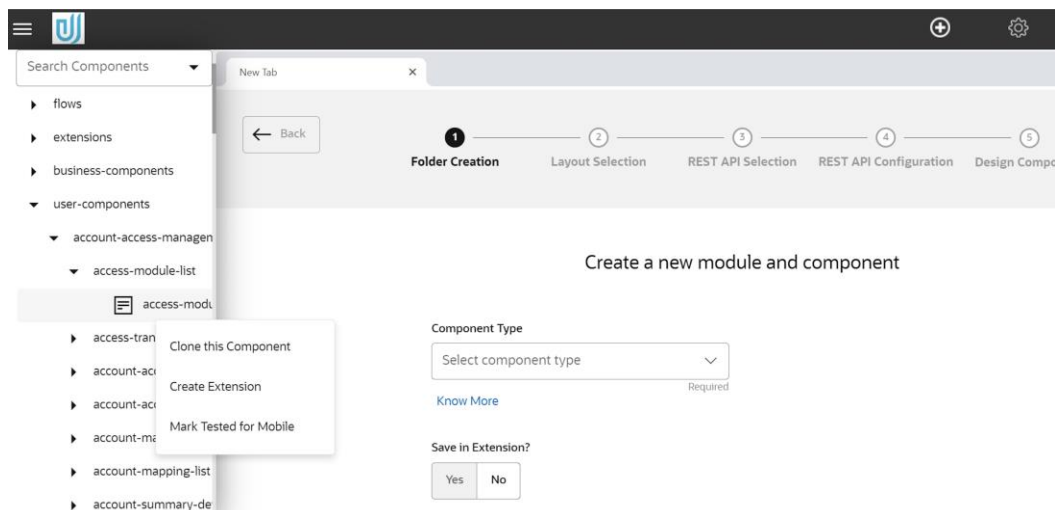 Search Components
New Tab
flows
extensions
business-components
user-components
account-access-managem
access-module-list
access-modu
access-tran
account-acc
account-acc
account-ma
account-mapping-list
account-summary-de
Clone this Component
Create Extension
Mark Tested for Mobile
Back
1 2 3 4 5
Folder Creation Layout Selection REST API Selection REST API Configuration Design Compo
Create a new module and component
Component Type
Select component type
Required
Know More
Save in Extension?
Yes No